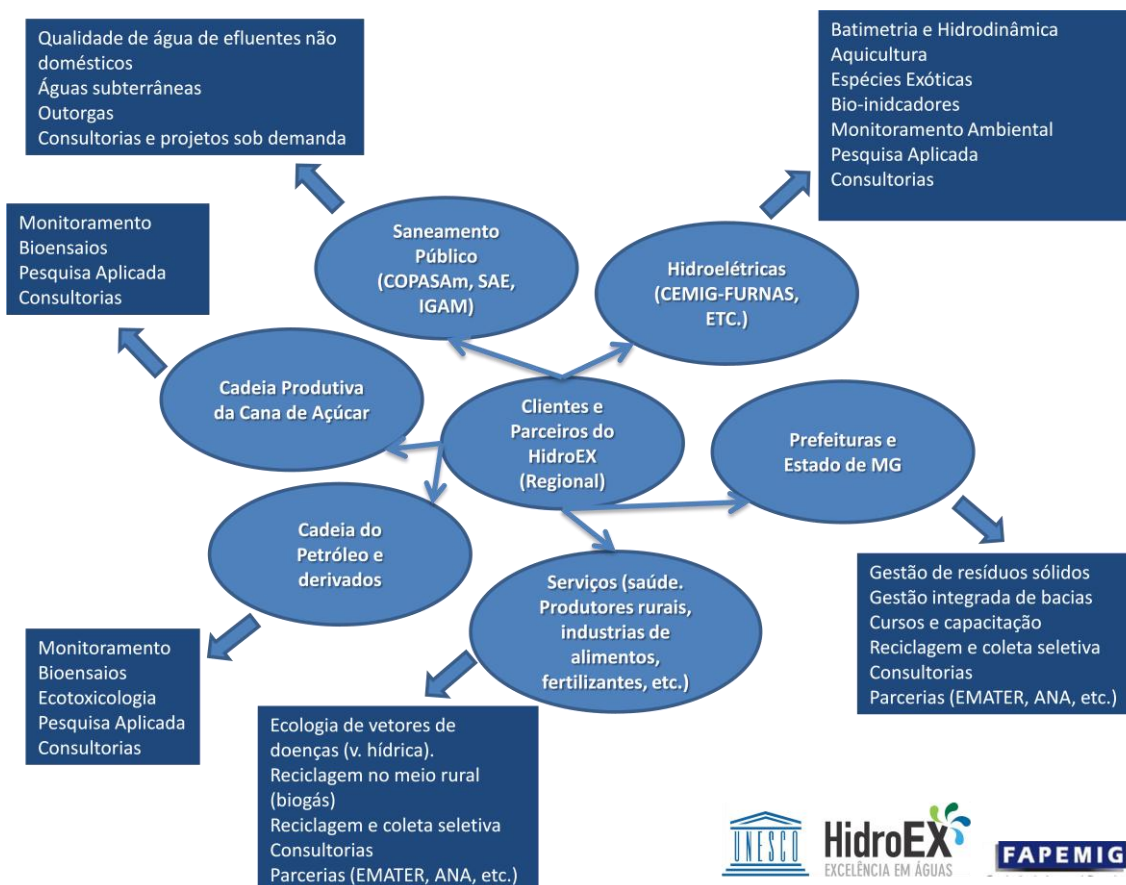 Qualidade de água de efluentes não
domésticos
Águas subterrâneas
Outorgas
Consultorias e projetos sob demanda
Batimetria e Hidrodinâmica
Aquicultura
Espécies Exóticas
Bio-inidcadores
Monitoramento Ambiental
Pesquisa Aplicada
Consultorias
Monitoramento
Bioensaios
Pesquisa Aplicada
Consultorias
Saneamento
Público
(COPASAm, SAE,
IGAM)
Hidroelétricas
(CEMIG-FURNAS,
ETC.)
Cadeia Produtiva
da Cana de Açúcar
Clientes e
Parceiros do
HidroEX
(Regional)
Prefeituras e
Estado de MG
Cadeia do
Petróleo e
derivados
Serviços (saúde.
Produtores rurais,
industrias de
alimentos,
fertilizantes, etc.)
Gestão de resíduos sólidos
Gestão integrada de bacias
Cursos e capacitação
Reciclagem e coleta seletiva
Consultorias
Parcerias (EMATER, ANA, etc.)
Monitoramento
Bioensaios
Ecotoxicologia
Pesquisa Aplicada
Consultorias
Ecologia de vetores de
doenças (v. hídrica).
Reciclagem no meio rural
(biogás)
Reciclagem e coleta seletiva
Consultorias
Parcerias (EMATER, ANA, etc.)
UNESCO
HidroEX
EXCELÊNCIA EM ÁGUAS
FAPEMIG